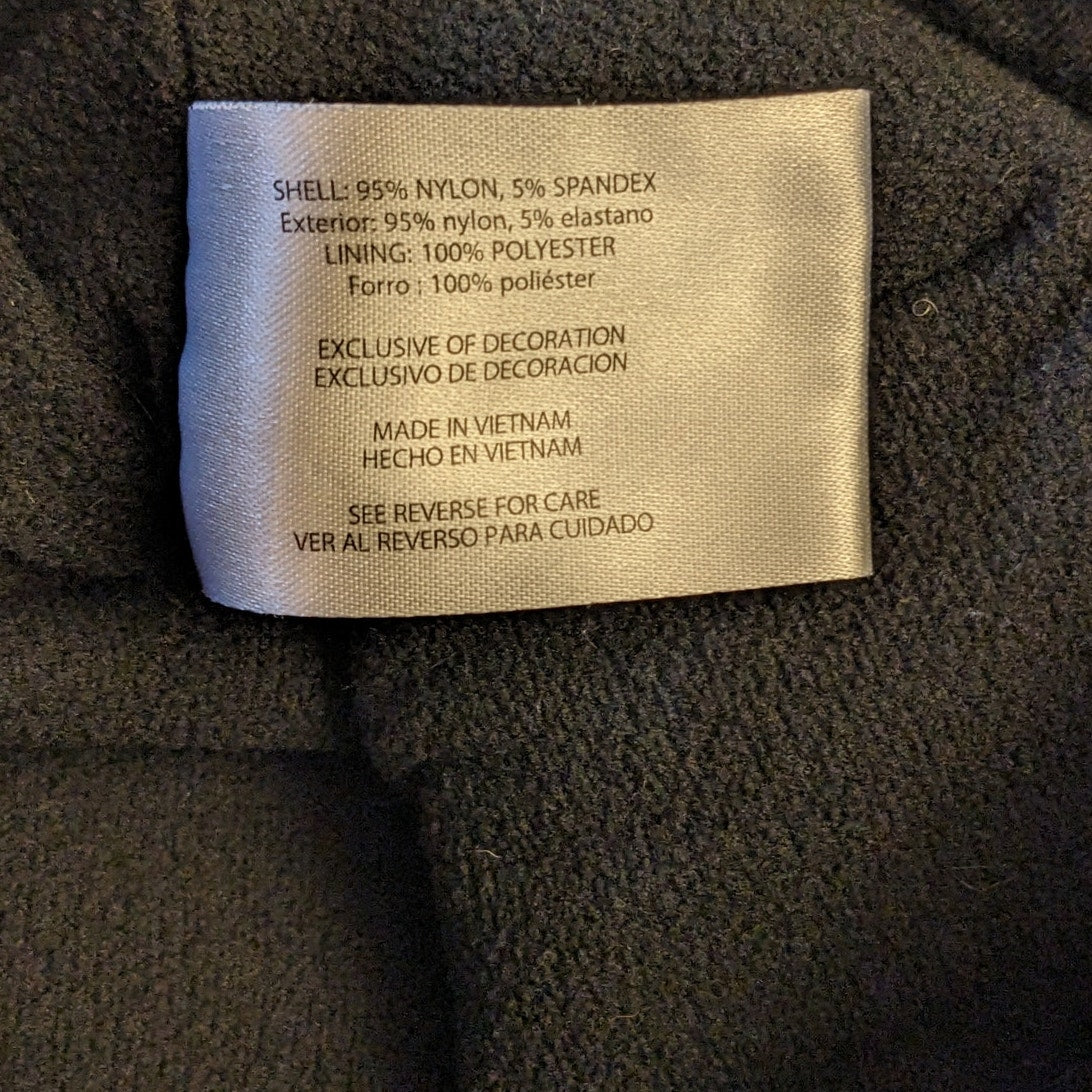 SHELL: 95% NYLON, 5% SPANDEX
Exterior: 95% nylon, 5% elastano
LINING: 100% POLYESTER
Forro : 100% poliéster
EXCLUSIVE OF DECORATION
EXCLUSIVO DE DECORACION
MADE IN VIETNAM
HECHO EN VIETNAM
SEE REVERSE FOR CARE
VER AL REVERSO PARA CUIDADO